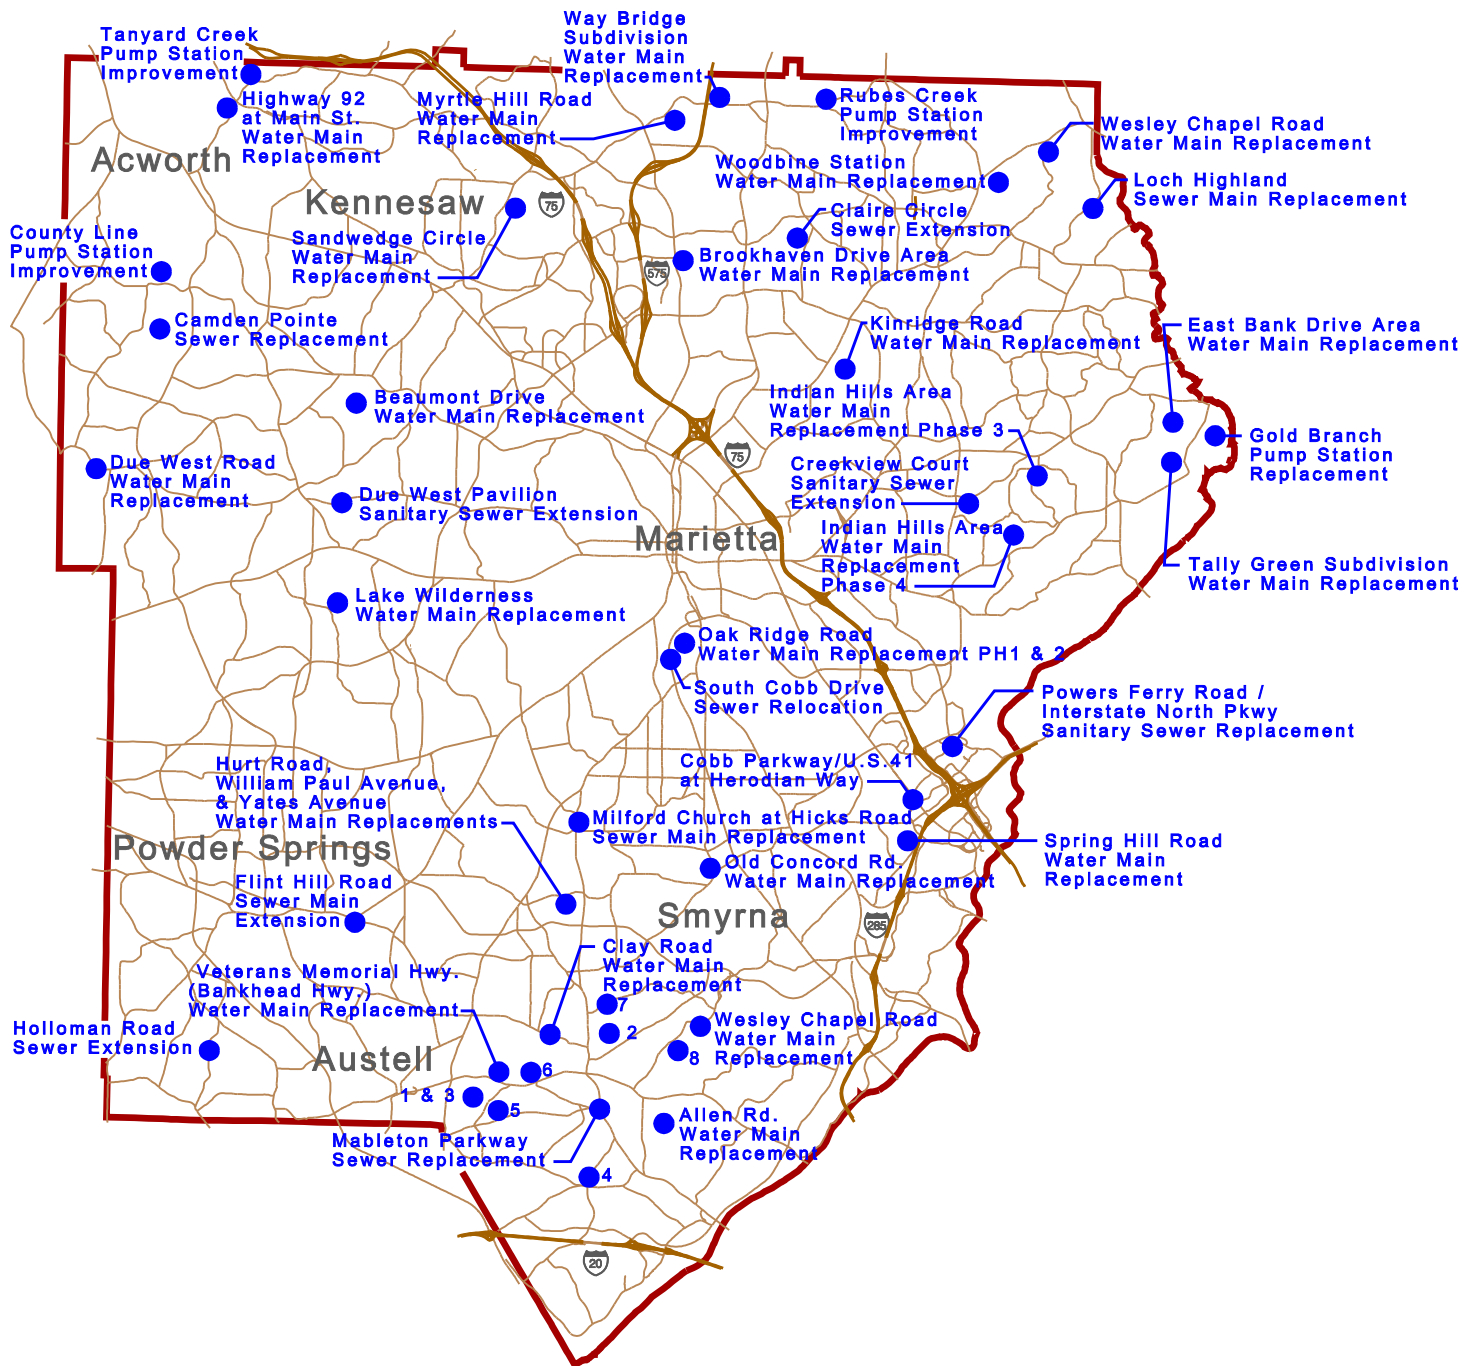 Tanyard Creek
Pump Station
Improvement
Way Bridge
Subdivision
Water Main
Replacement
Highway 92
at Main St.
Water Main
Replacement
Myrtle Hill Road
Water Main
Replacement
Rubes Creek
Pump Station
Improvement
Wesley Chapel Road
Water Main Replacement
Acworth
Woodbine Station
Water Main Replacement
Loch Highland
Sewer Main Replacement
Kennesaw
75
Claire Circle
Sewer Extension
County Line
Pump Station
Improvement
Sandwedge Circle
Water Main
Replacement
575
Brookhaven Drive Area
Water Main Replacement
Camden Pointe
Sewer Replacement
Kinridge Road
Water Main Replacement
East Bank Drive Area
Water Main Replacement
Beaumont Drive
Water Main Replacement
Indian Hills Area
Water Main
Replacement Phase 3
Gold Branch
Pump Station
Replacement
75
Due West Road
Water Main
Replacement
Creekview Court
Sanitary Sewer
Extension
Due West Pavilion
Sanitary Sewer Extension
Marietta
Indian Hills Area
Water Main
Replacement
Phase 4
Tally Green Subdivision
Water Main Replacement
Lake Wilderness
Water Main Replacement
Oak Ridge Road
Water Main Replacement PH1 & 2
South Cobb Drive
Sewer Relocation
Powers Ferry Road /
Interstate North Pkwy
Sanitary Sewer Replacement
Cobb Parkway/U.S.41
at Herodian Way
Hurt Road,
William Paul Avenue,
& Yates Avenue
Water Main Replacements
Milford Church at Hicks Road
Sewer Main Replacement
Spring Hill Road
Water Main
Replacement
Powder Springs
Old Concord Rd.
Water Main Replacement
Flint Hill Road
Sewer Main
Extension
Smyrna
285
Clay Road
Water Main
Replacement
Veterans Memorial Hwy.
(Bankhead Hwy.)
Water Main Replacement
7
2
Wesley Chapel Road
Water Main
Replacement
8
Holloman Road
Sewer Extension
Austell
6
1 & 3
5
Allen Rd.
Water Main
Replacement
Mableton Parkway
Sewer Replacement
4
20